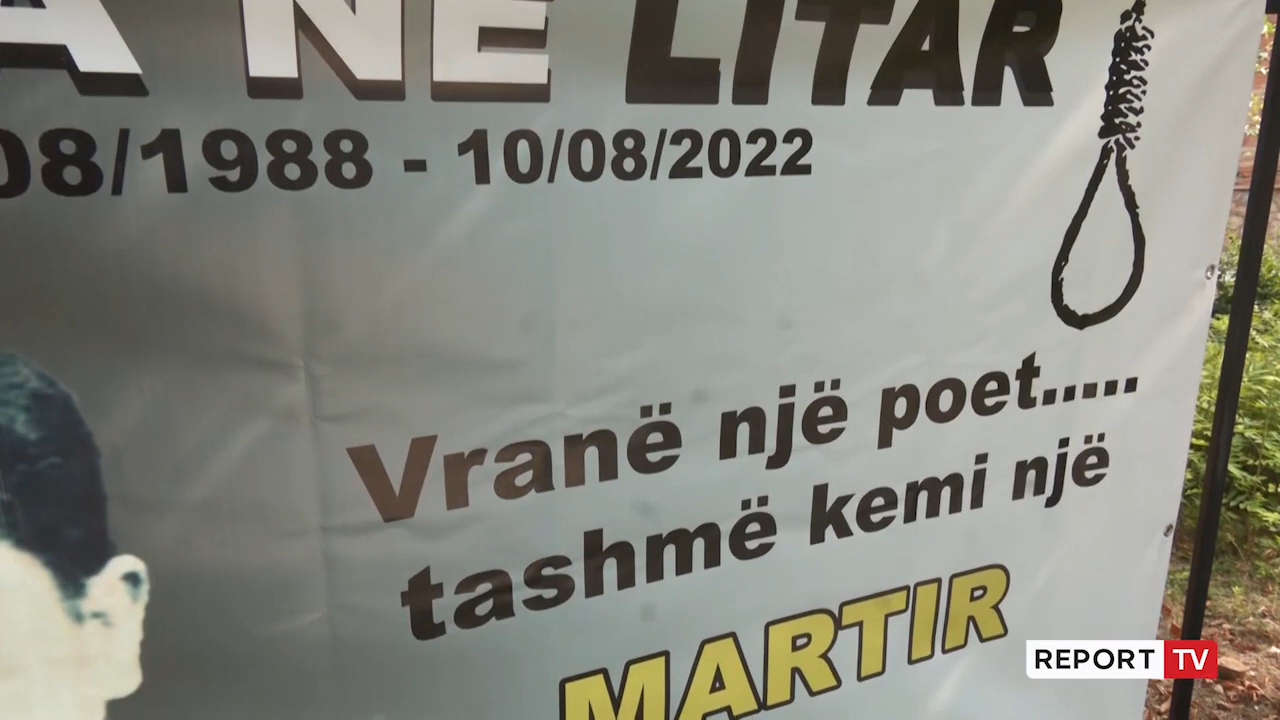 A NË LITAR
08/1988 - 10/08/2022
Vranë një poet.....
tashmë kemi një
MARTIR
REPORT TV